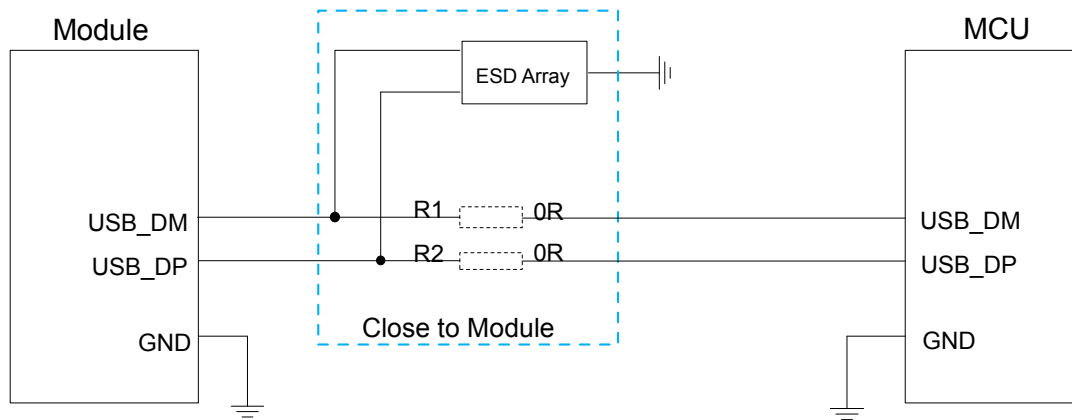 Module
MCU
ESD Array
R1 0R
USB_DM
USB_DM
R2 0R
USB_DP
USB_DP
GND
GND
Close to Module